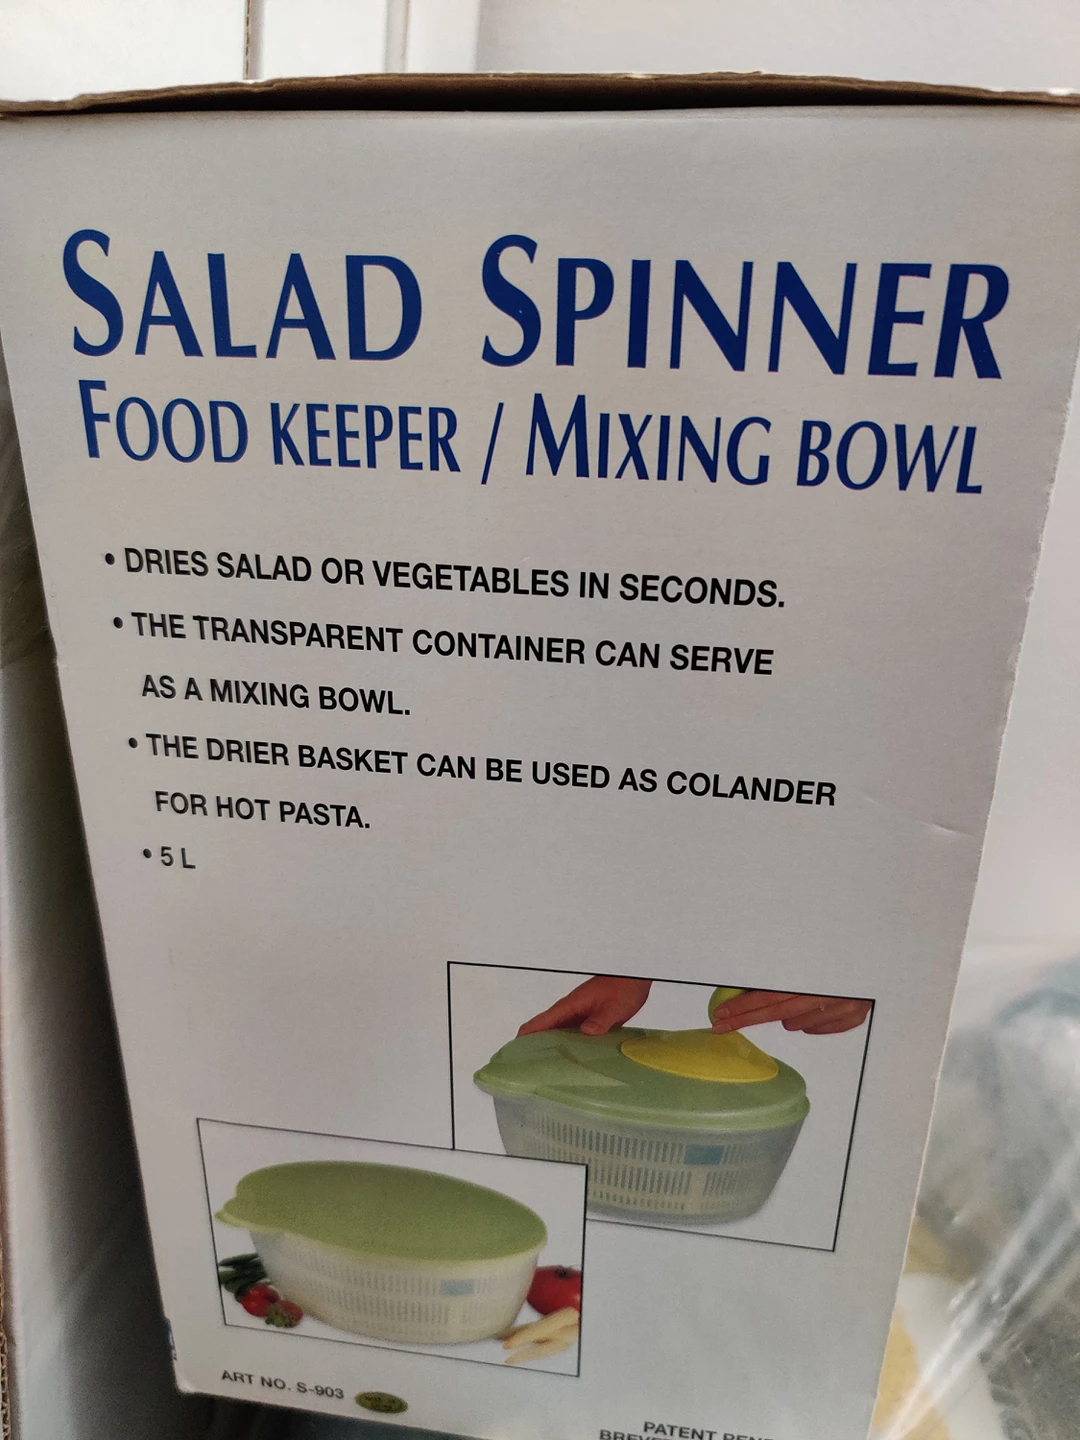 SALAD SPINNER
FOOD KEEPER / MIXING BOWL
• DRIES SALAD OR VEGETABLES IN SECONDS.
• THE TRANSPARENT CONTAINER CAN SERVE
AS A MIXING BOWL.
• THE DRIER BASKET CAN BE USED AS COLANDER
FOR HOT PASTA.
• 5 L
ART NO. S-903
PATENT